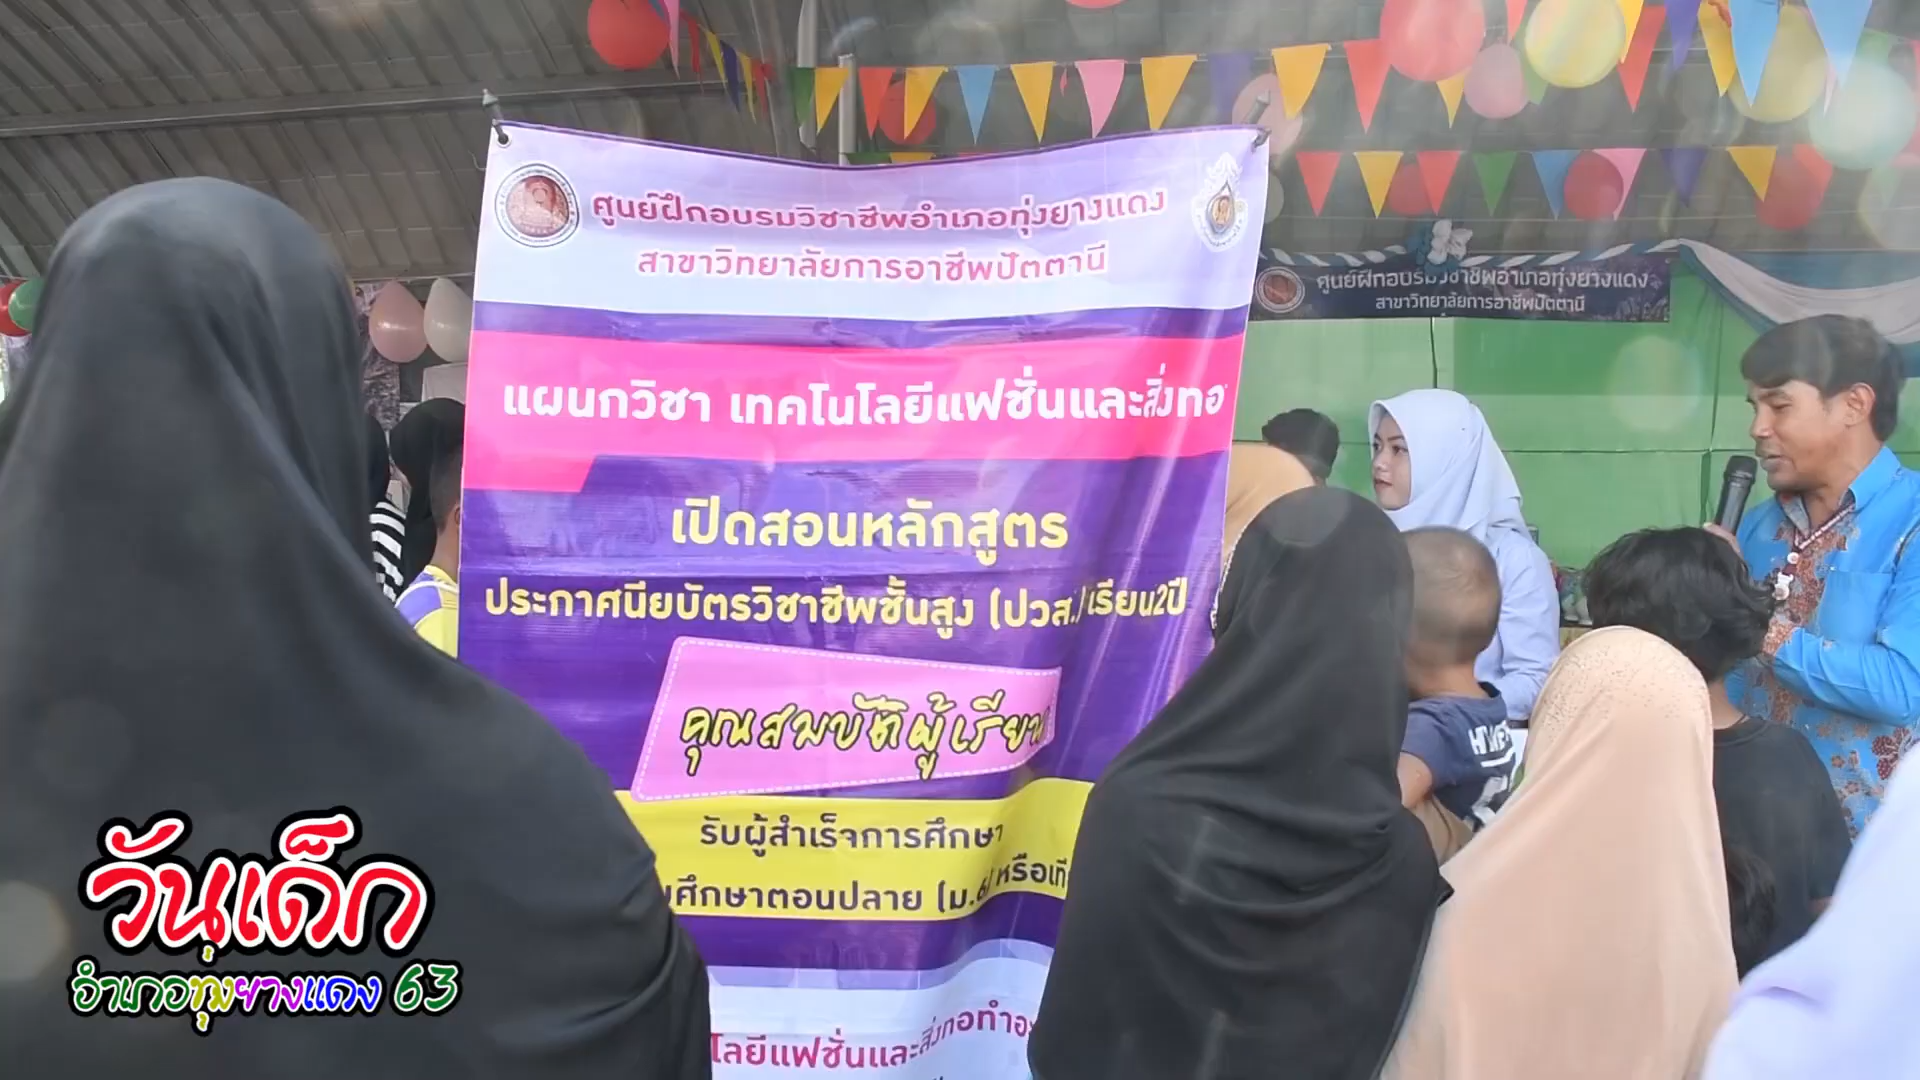 ศูนย์ฝึกอบรมวิชาชีพอำเภอทุ่งยางแดง
สาขาวิทยาลัยการอาชีพปัตตานี
ศูนย์ฝึกอบรมวิชาชีพอำเภอทุ่งยางแดง
สาขาวิทยาลัยการอาชีพปัตตานี
แผนกวิชา เทคโนโลยีแฟชั่นและสิ่งทอ
เปิดสอนหลักสูตร
ประกาศนียบัตรวิชาชีพชั้นสูง (ปวส.) เรียน2ปี
คุณสมบัติผู้เรียน
รับผู้สำเร็จการศึกษา
ศึกษาตอนปลาย (ม.6) หรือ
โลยีแฟชั่นและสิ่งทอทำ
วันเด็ก
อำเภอทุ่งยางแดง 63